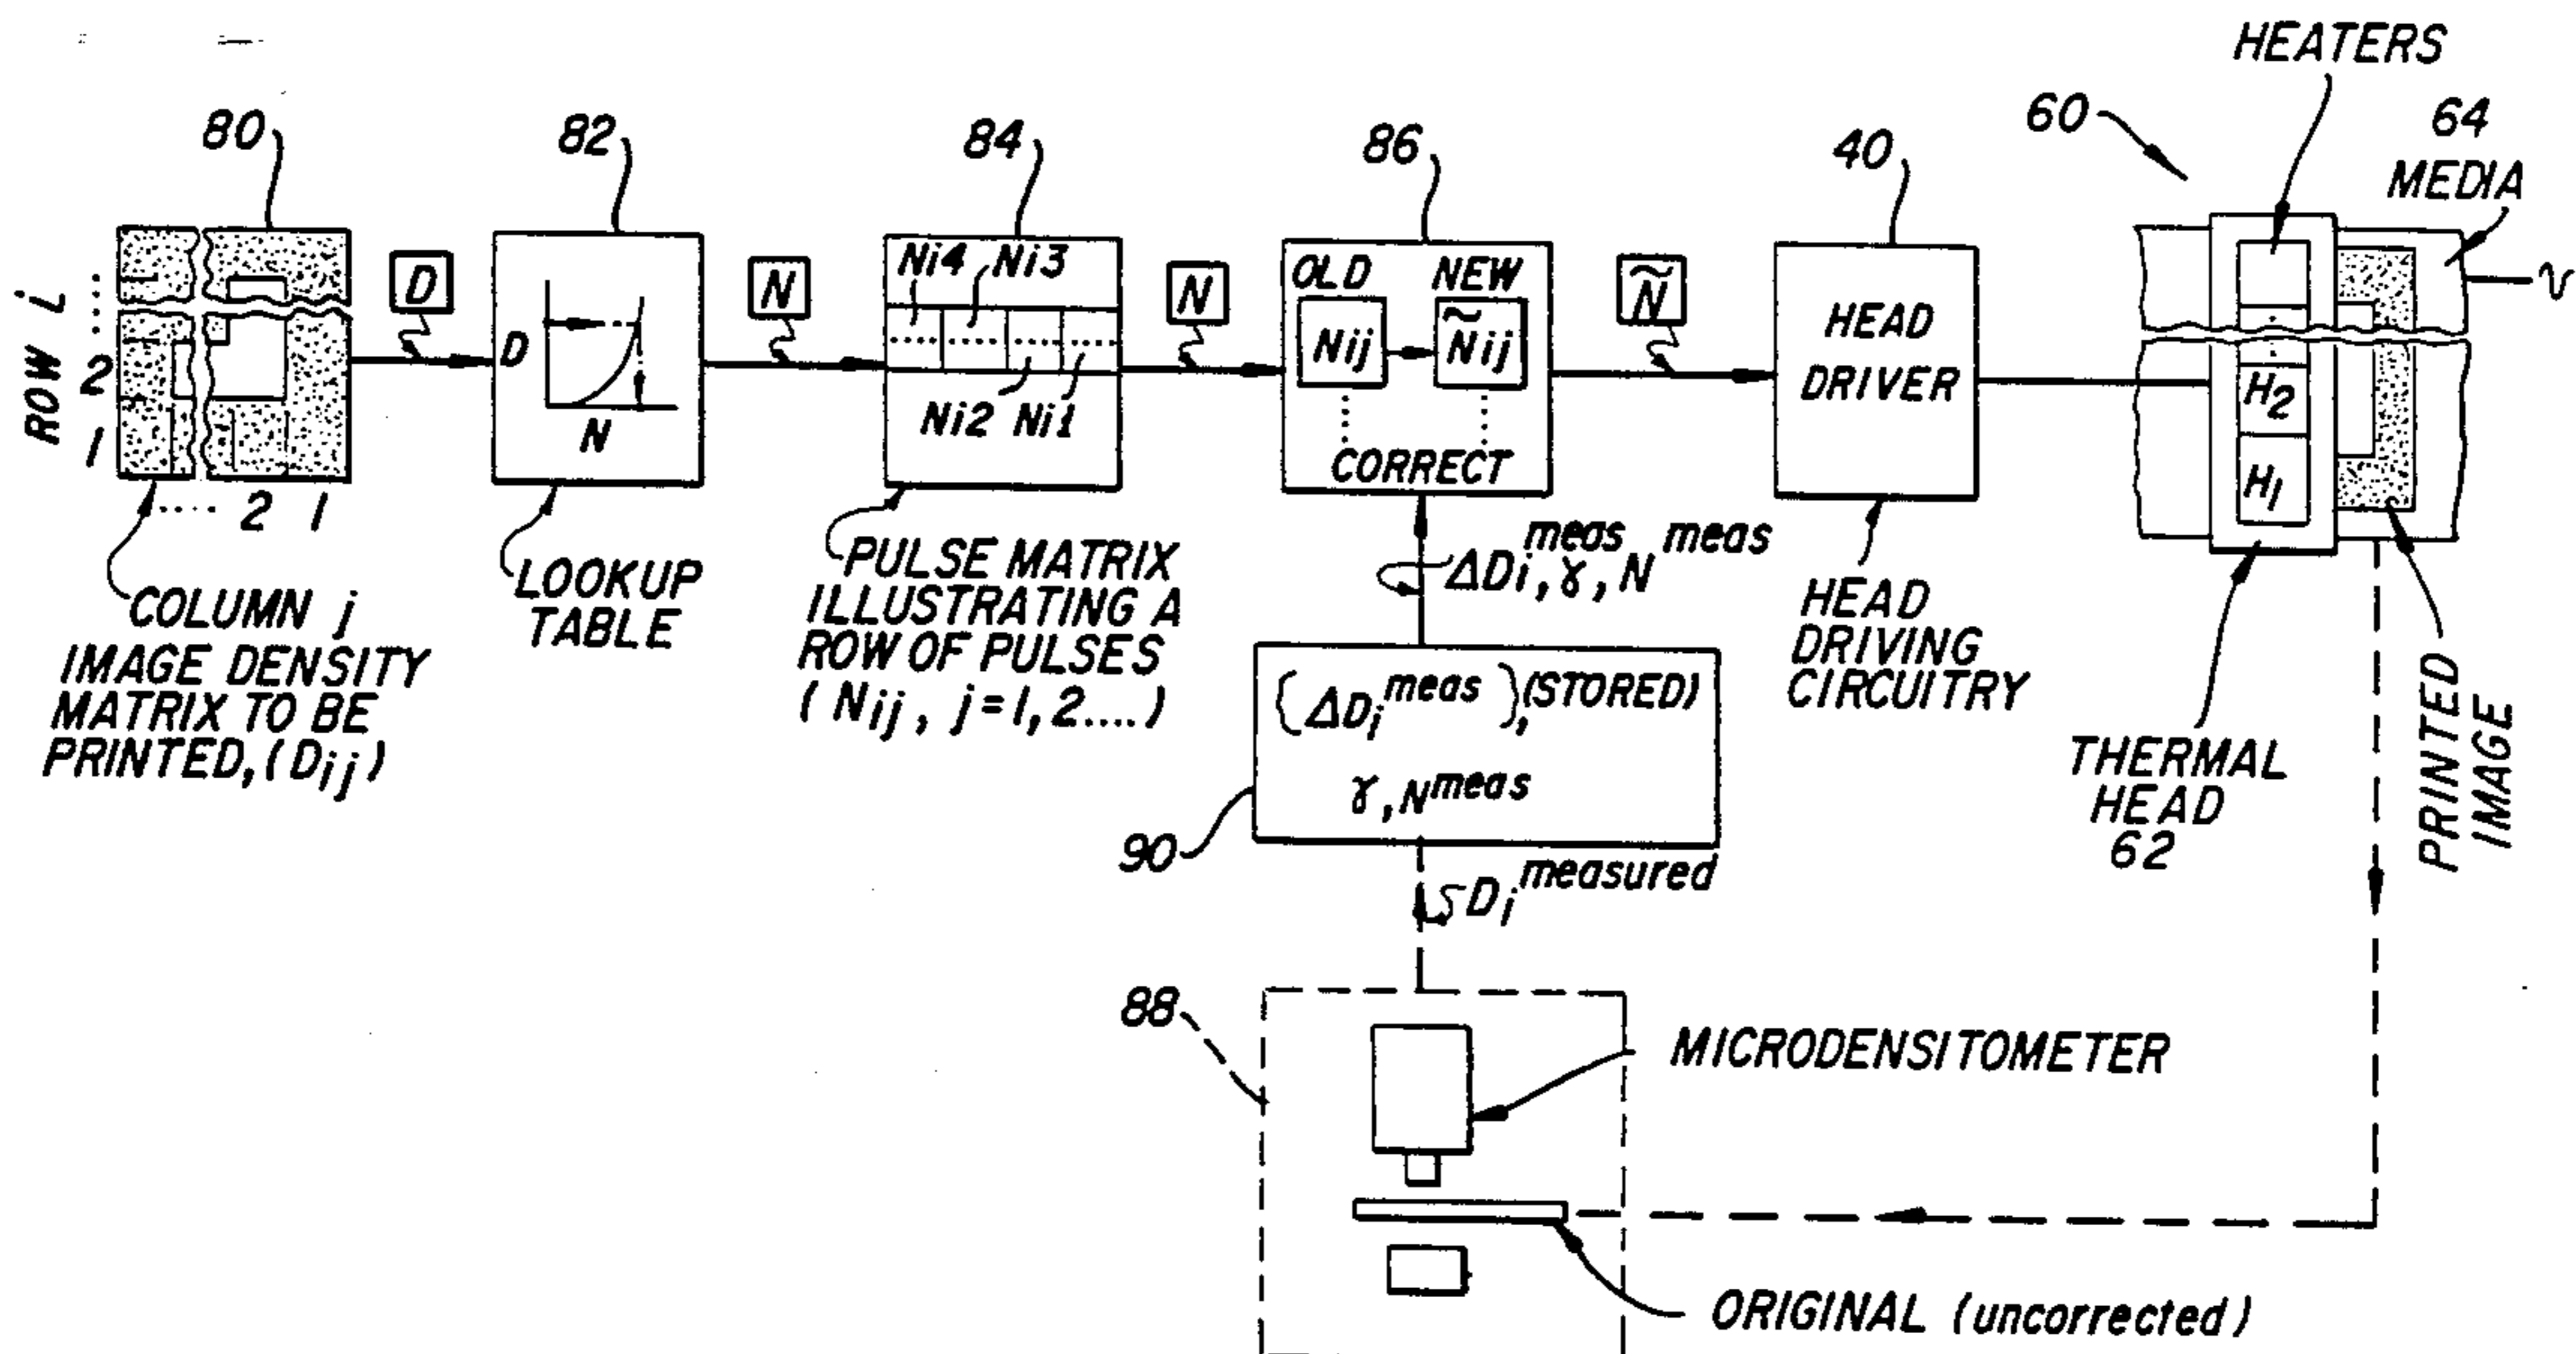 HEATERS
60
64
MEDIA
80
82
84
86
40
ROW i
2
1
D
D
N
N
Ni4 Ni3
Ni2 Ni1
N
OLD NEW
Nij Ñij
CORRECT
Ñ
HEAD
DRIVER
H2
H1
v
2 1
COLUMN j
IMAGE DENSITY
MATRIX TO BE
PRINTED, (Dij)
LOOKUP
TABLE
PULSE MATRIX
ILLUSTRATING A
ROW OF PULSES
(Nij, j=1, 2....)
ΔDi^meas, γ, N^meas
HEAD
DRIVING
CIRCUITRY
THERMAL
HEAD
62
PRINTED
IMAGE
{ΔDi^meas}, (STORED)
γ, N^meas
90
Di^measured
88
MICRODENSITOMETER
ORIGINAL (uncorrected)